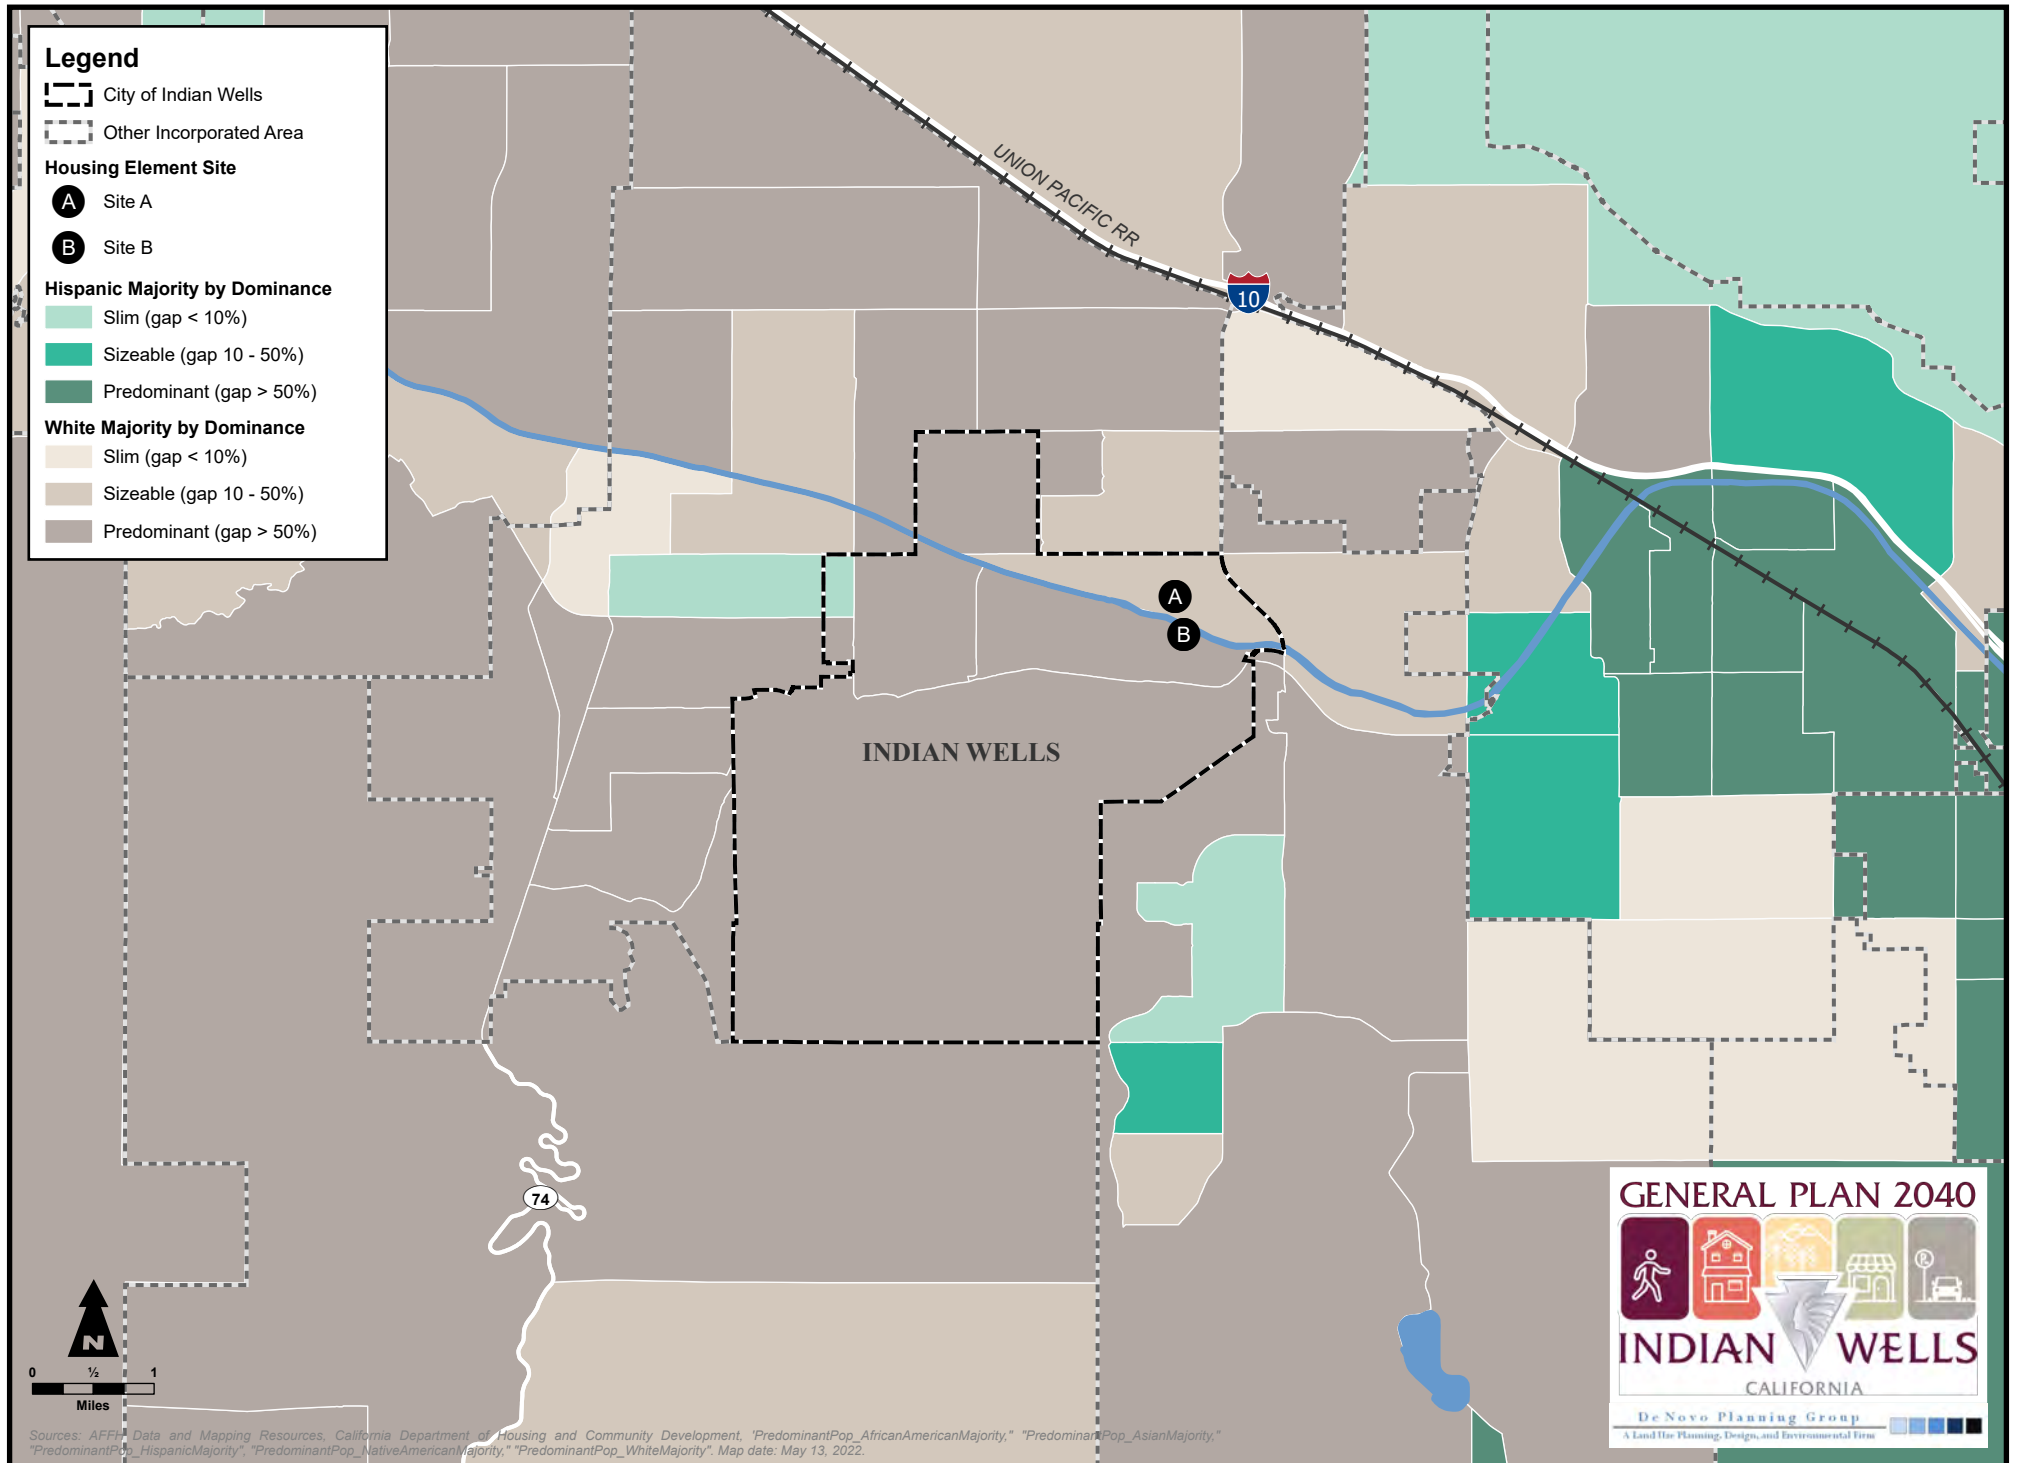 Legend
City of Indian Wells
Other Incorporated Area
Housing Element Site
A Site A
B Site B
Hispanic Majority by Dominance
Slim (gap < 10%)
Sizeable (gap 10 - 50%)
Predominant (gap > 50%)
White Majority by Dominance
Slim (gap < 10%)
Sizeable (gap 10 - 50%)
Predominant (gap > 50%)
UNION PACIFIC RR
10
A
B
INDIAN WELLS
74
N
0 ½ 1
Miles
GENERAL PLAN 2040
INDIAN WELLS
CALIFORNIA
De Novo Planning Group
A Land Use Planning, Design, and Environmental Firm
Sources: AFFH Data and Mapping Resources, California Department of Housing and Community Development, 'PredominantPop_AfricanAmericanMajority," "PredominantPop_AsianMajority,"
"PredominantPop_HispanicMajority", "PredominantPop_NativeAmericanMajority," "PredominantPop_WhiteMajority". Map date: May 13, 2022.